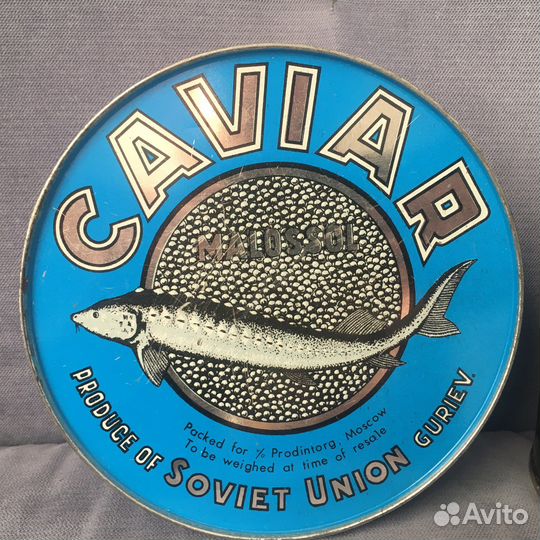 CAVIAR
MALOSSOL
Packed for % Prodintorg, Moscow
To be weighed at time of resale
PRODUCE OF SOVIET UNION GURIEV.
Avito